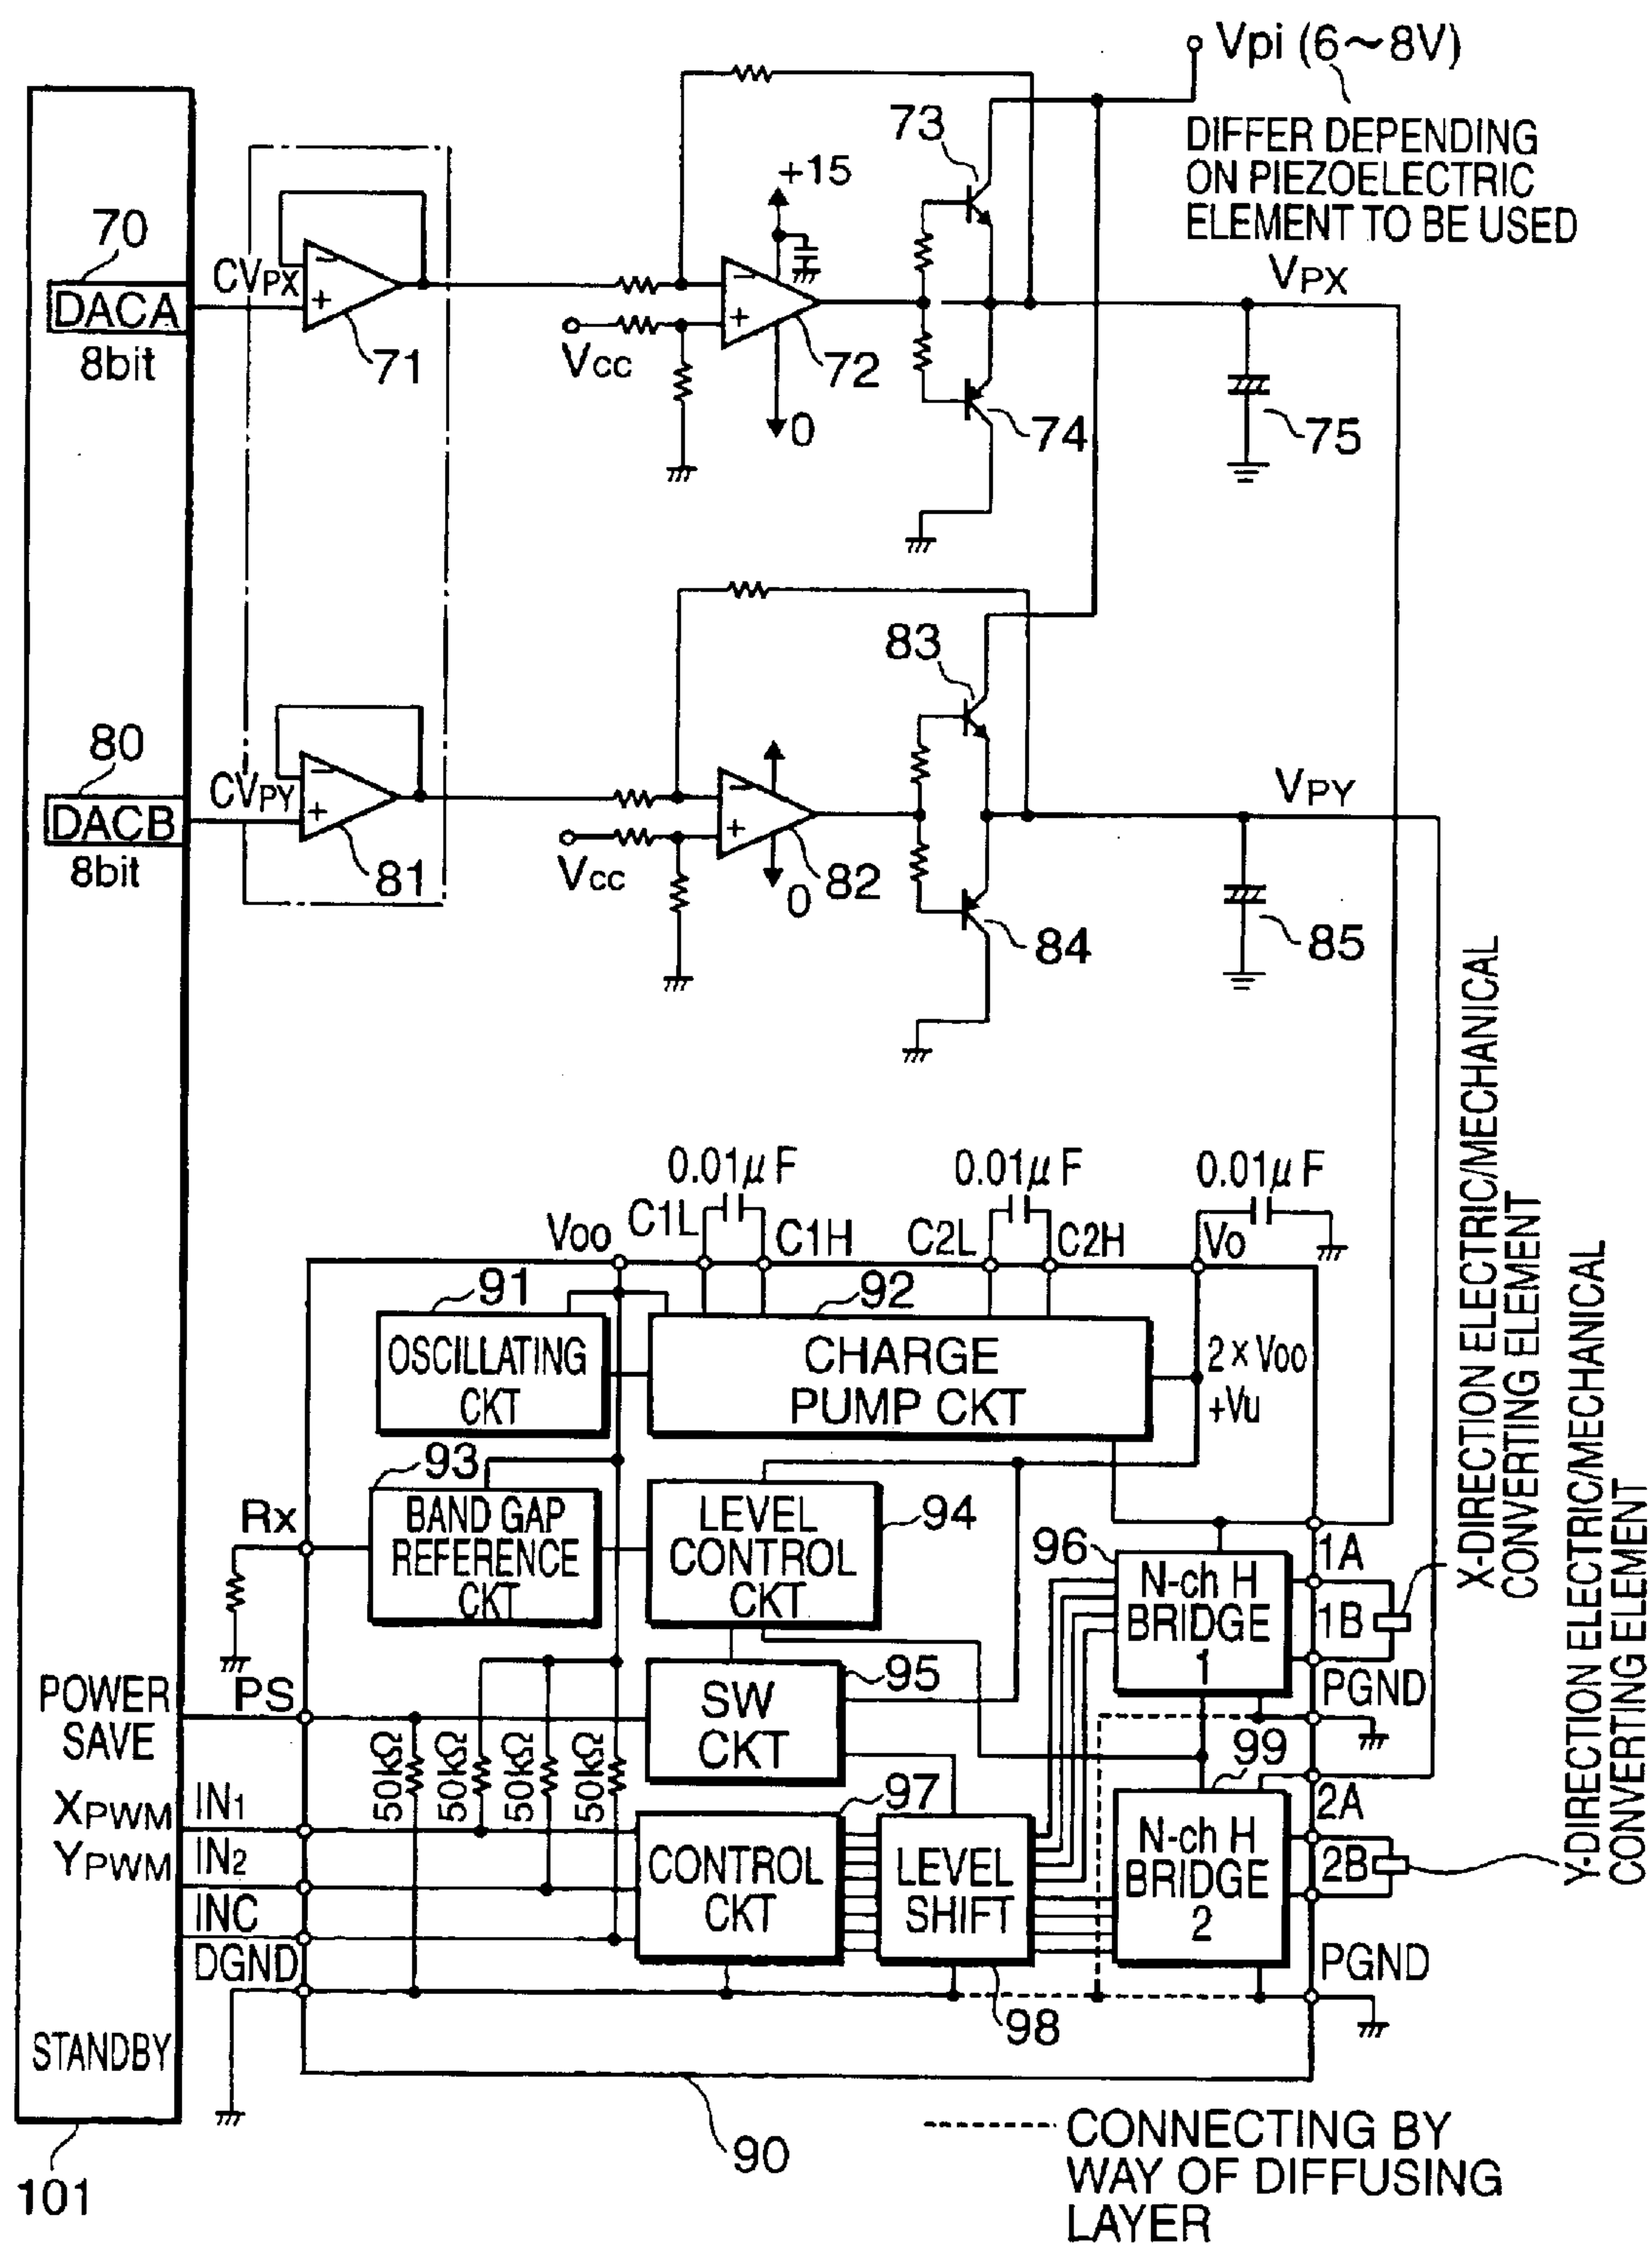 Vpi (6~8V)
DIFFER DEPENDING
ON PIEZOELECTRIC
ELEMENT TO BE USED
73
+15
70
DACA
8bit
CVPX
71
Vcc
72
0
74
VPX
75
83
80
DACB
8bit
CVPY
81
Vcc
82
0
84
VPY
85
X-DIRECTION ELECTRIC/MECHANICAL
CONVERTING ELEMENT
Y-DIRECTION ELECTRIC/MECHANICAL
CONVERTING ELEMENT
0.01μF
0.01μF
0.01μF
Voo
C1L
C1H
C2L
C2H
Vo
91
OSCILLATING
CKT
92
CHARGE
PUMP CKT
2×Voo
+Vu
93
BAND GAP
REFERENCE
CKT
Rx
LEVEL
CONTROL
CKT
94
96
N-ch H
BRIDGE
1
1A
1B
PGND
POWER
SAVE
PS
95
SW
CKT
50kΩ
50kΩ
50kΩ
50kΩ
99
N-ch H
BRIDGE
2
2A
2B
PGND
XPWM
IN1
YPWM
IN2
INC
DGND
97
CONTROL
CKT
LEVEL
SHIFT
98
STANDBY
101
90
CONNECTING BY
WAY OF DIFFUSING
LAYER